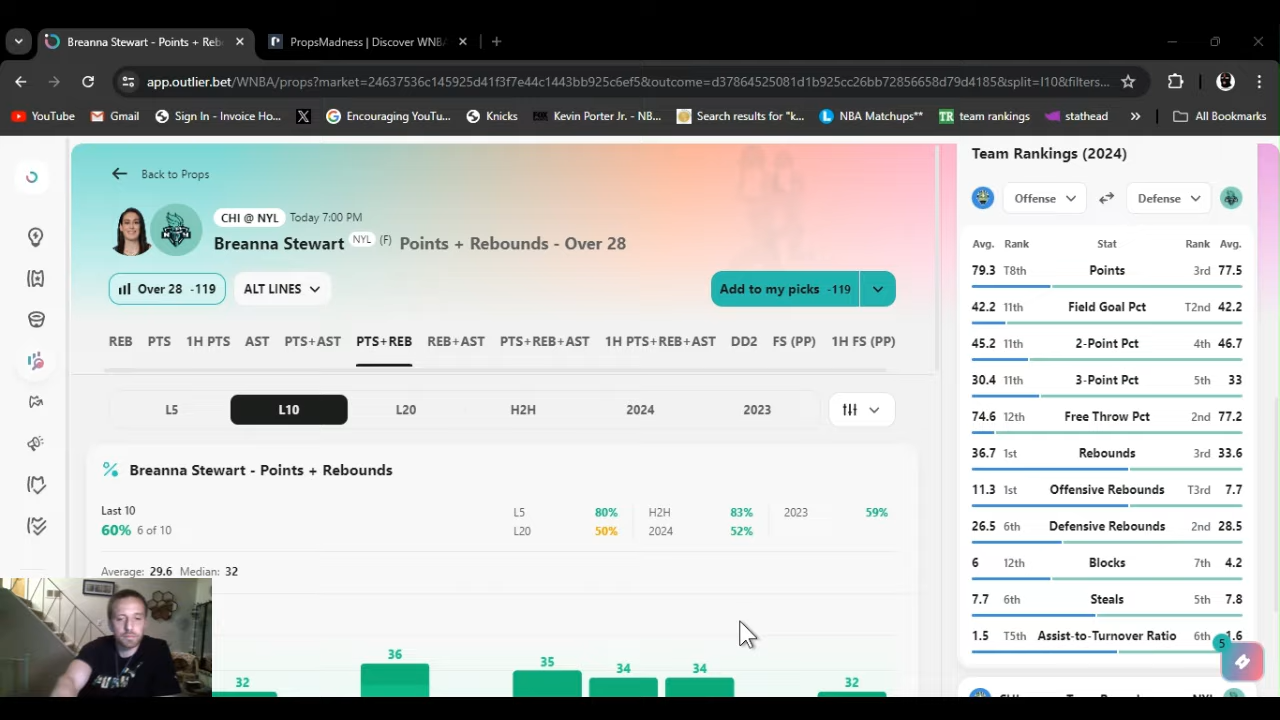 Breanna Stewart - Points + Reb
PropsMadness | Discover WNB
app.outlier.bet/WNBA/props?market=24637536c145925d41f3f7e44c1443bb925c6ef5&outcome=d37864525081d1b925cc26bb72856658d79d4185&split=l10&filters...
YouTube Gmail Sign In - Invoice Ho... X Encouraging YouTu... Knicks Kevin Porter Jr. - NB... Search results for "k... NBA Matchups** TR team rankings stathead » All Bookmarks
Back to Props
CHI @ NYL Today 7:00 PM
Breanna Stewart NYL (F) Points + Rebounds - Over 28
Over 28 -119 ALT LINES Add to my picks -119
REB PTS 1H PTS AST PTS+AST PTS+REB REB+AST PTS+REB+AST 1H PTS+REB+AST DD2 FS (PP) 1H FS (PP)
L5 L10 L20 H2H 2024 2023
Breanna Stewart - Points + Rebounds
Last 10
60% 6 of 10
L5 80% H2H 83% 2023 59%
L20 50% 2024 52%
Average: 29.6 Median: 32
32 36 35 34 34 32
Team Rankings (2024)
Offense Defense
Avg. Rank Stat Rank Avg.
79.3 T8th Points 3rd 77.5
42.2 11th Field Goal Pct T2nd 42.2
45.2 11th 2-Point Pct 4th 46.7
30.4 11th 3-Point Pct 5th 33
74.6 12th Free Throw Pct 2nd 77.2
36.7 1st Rebounds 3rd 33.6
11.3 1st Offensive Rebounds T3rd 7.7
26.5 6th Defensive Rebounds 2nd 28.5
6 12th Blocks 7th 4.2
7.7 6th Steals 5th 7.8
1.5 T5th Assist-to-Turnover Ratio 6th 1.6
5